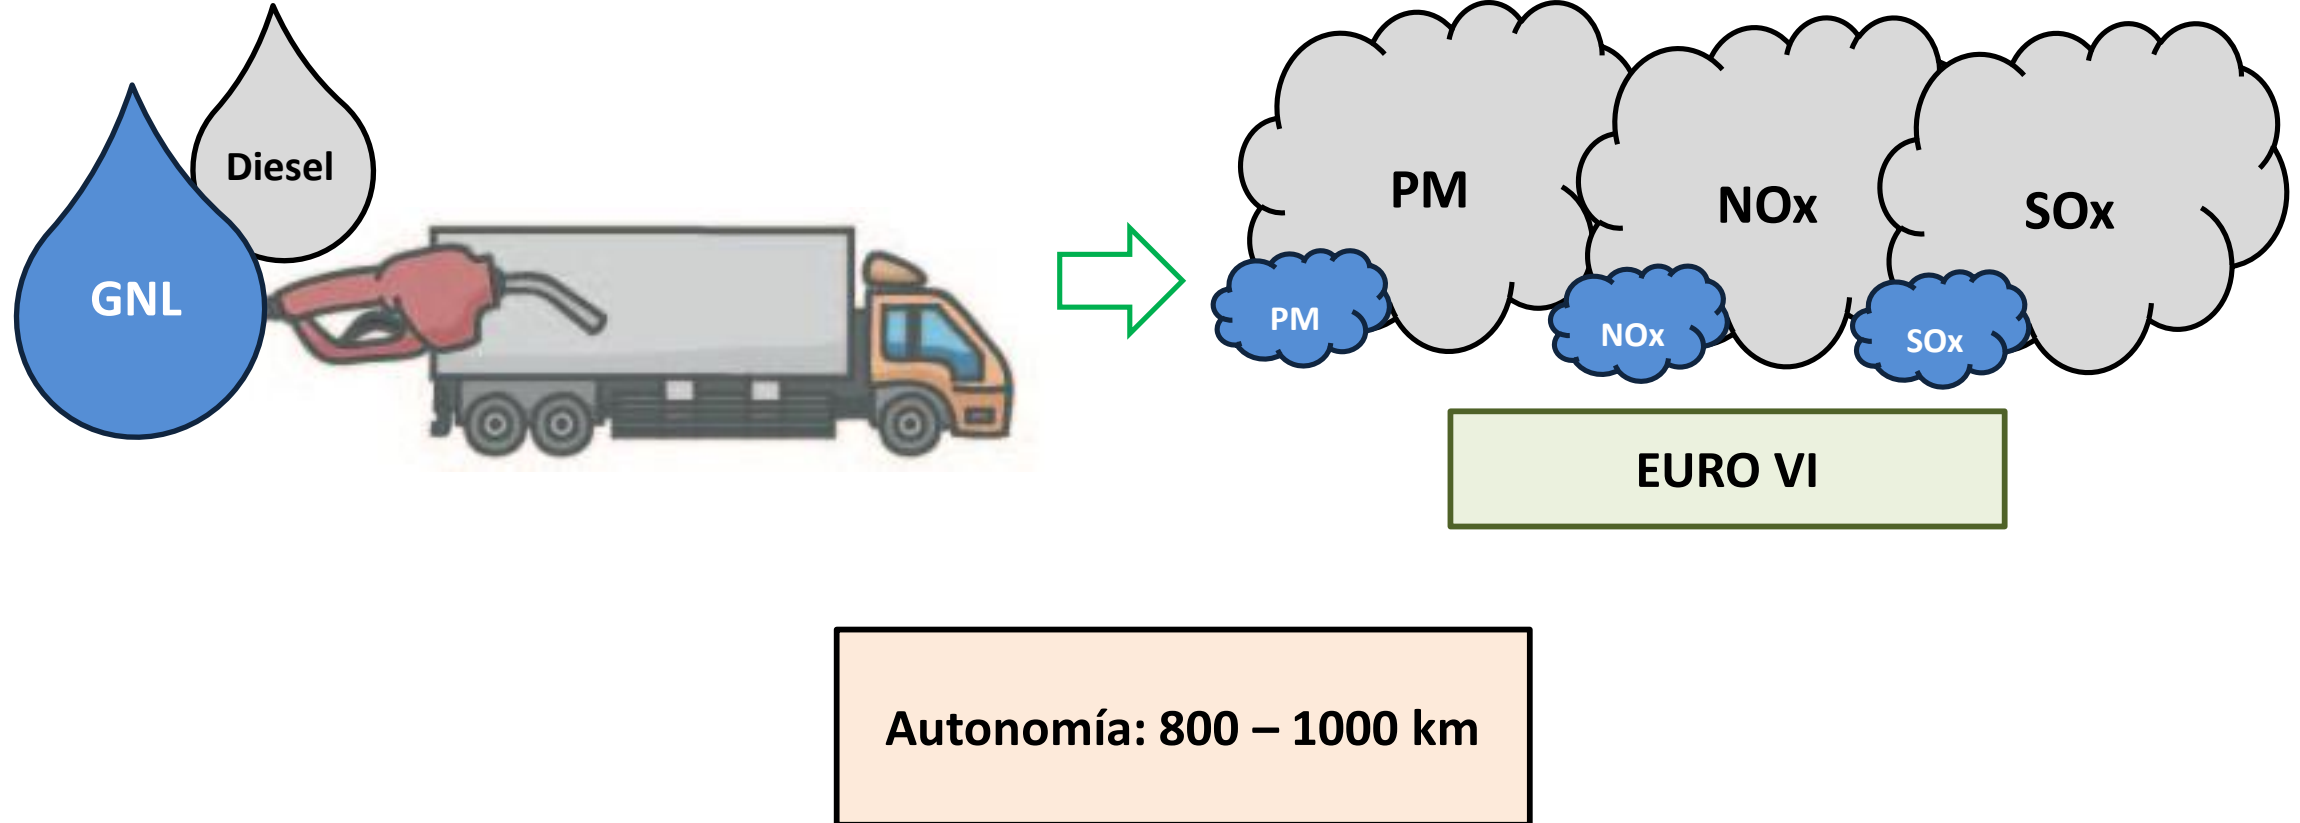 Diesel
GNL
PM
NOx
SOx
PM
NOx
SOx
EURO VI
Autonomía: 800 – 1000 km